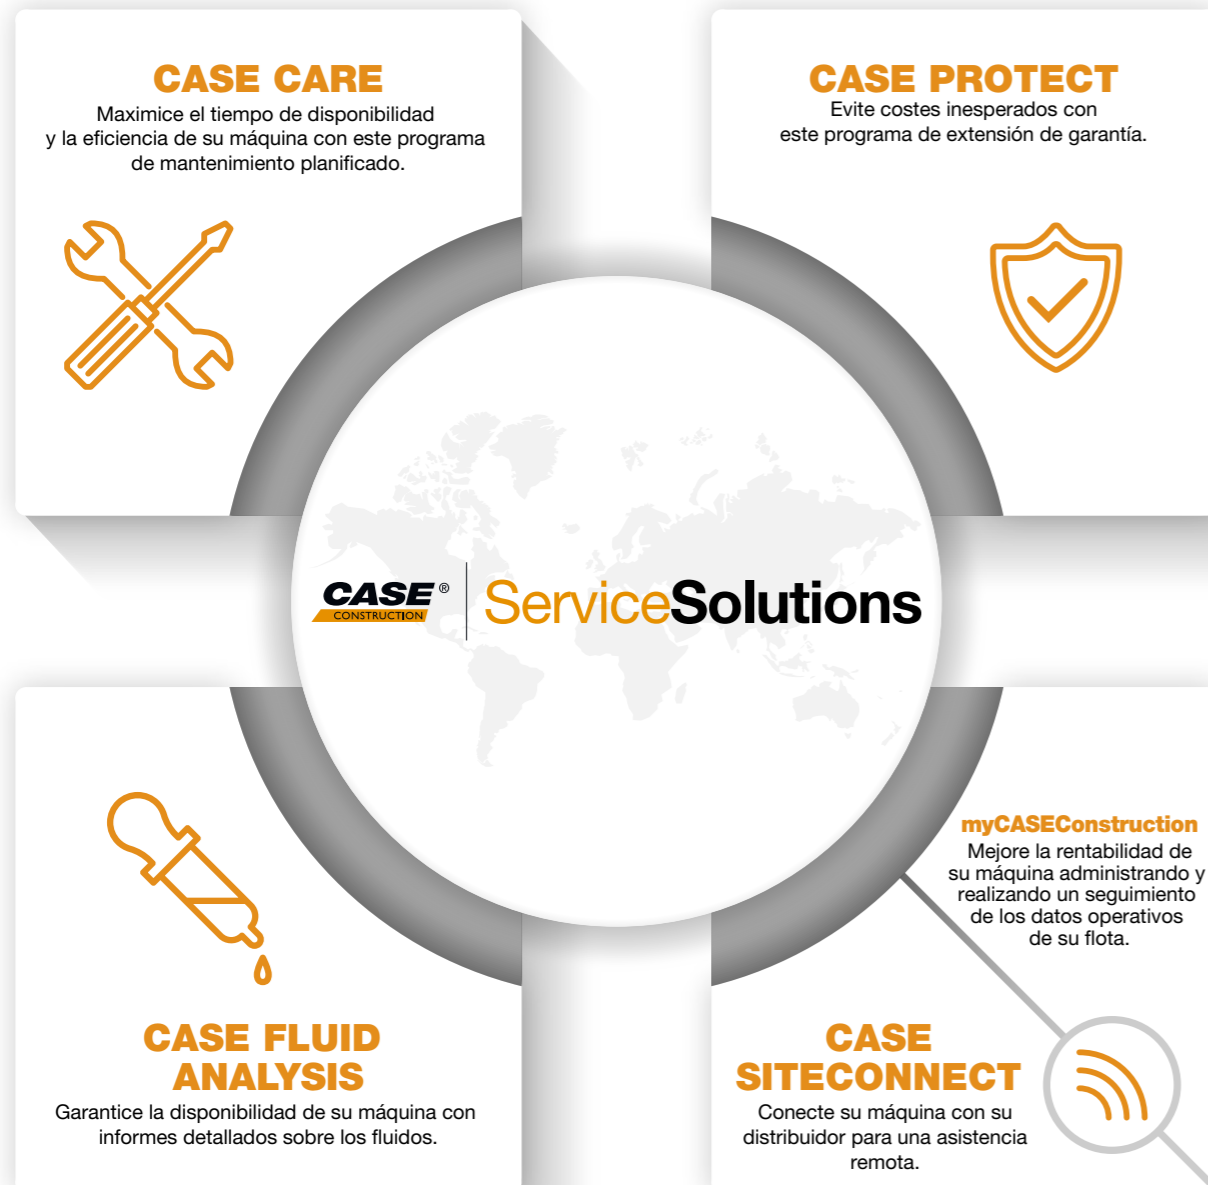 CASE CARE
Maximice el tiempo de disponibilidad
y la eficiencia de su máquina con este programa
de mantenimiento planificado.
CASE PROTECT
Evite costes inesperados con
este programa de extensión de garantía.
CASE ®
CONSTRUCTION
ServiceSolutions
CASE FLUID
ANALYSIS
Garantice la disponibilidad de su máquina con
informes detallados sobre los fluidos.
myCASEConstruction
Mejore la rentabilidad de
su máquina administrando y
realizando un seguimiento
de los datos operativos
de su flota.
CASE
SITECONNECT
Conecte su máquina con su
distribuidor para una asistencia
remota.